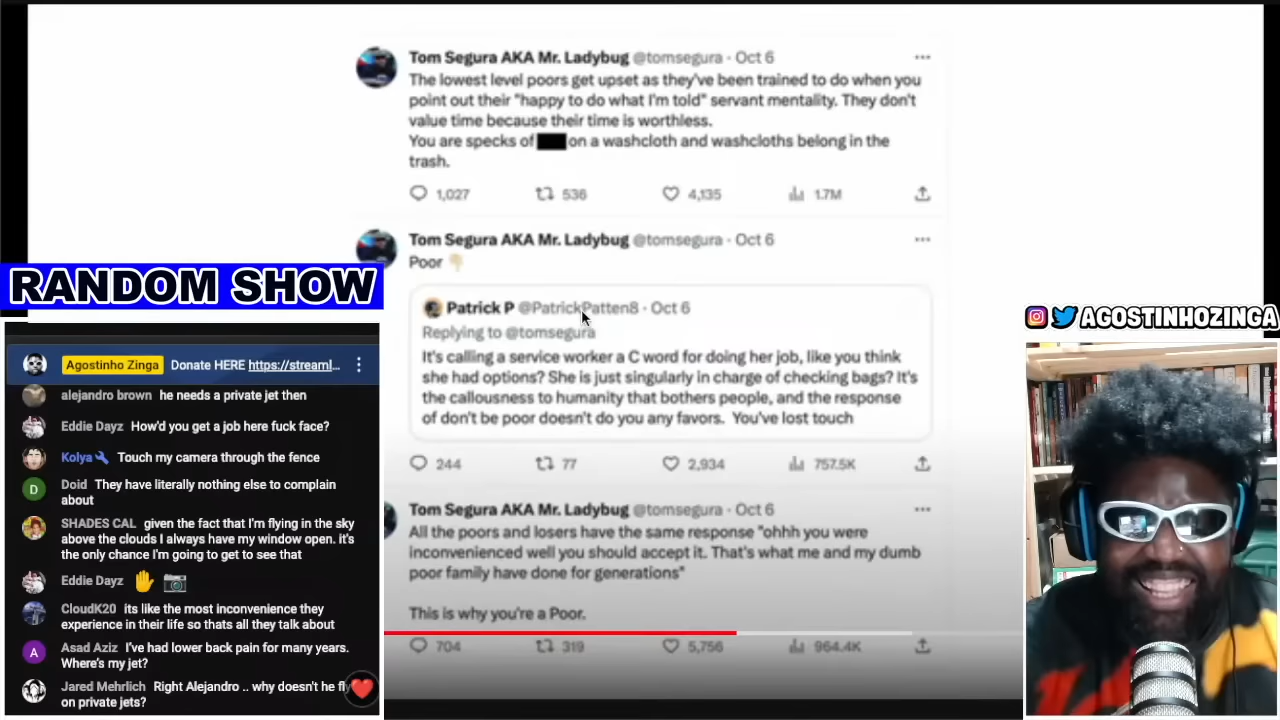 Tom Segura AKA Mr. Ladybug @tomsegura · Oct 6
The lowest level poors get upset as they've been trained to do when you
point out their "happy to do what I'm told" servant mentality. They don't
value time because their time is worthless.
You are specks of on a washcloth and washcloths belong in the
trash.
1,027 536 4,135 1.7M
Tom Segura AKA Mr. Ladybug @tomsegura · Oct 6
Poor 👎🏻
Patrick P @PatrickPatten8 · Oct 6
Replying to @tomsegura
It's calling a service worker a C word for doing her job, like you think
she had options? She is just singularly in charge of checking bags? It's
the callousness to humanity that bothers people, and the response
of don't be poor doesn't do you any favors. You've lost touch
244 77 2,934 757.5K
Tom Segura AKA Mr. Ladybug @tomsegura · Oct 6
All the poors and losers have the same response "ohhh you were
inconvenienced well you should accept it. That's what me and my dumb
poor family have done for generations"
This is why you're a Poor.
704 319 5,756 964.4K
RANDOM SHOW
Agostinho Zinga Donate HERE https://streaml...
alejandro brown he needs a private jet then
Eddie Dayz How'd you get a job here fuck face?
Kolya Touch my camera through the fence
D
Doid They have literally nothing else to complain
about
SHADES CAL given the fact that I'm flying in the sky
above the clouds I always have my window open. it's
the only chance I'm going to get to see that
Eddie Dayz ✋ 📷
CloudK20 its like the most inconvenience they
experience in their life so thats all they talk about
A
Asad Aziz I've had lower back pain for many years.
Where's my jet?
Jared Mehrlich Right Alejandro .. why doesn't he fly
on private jets?
AGOSTINHOZINGA